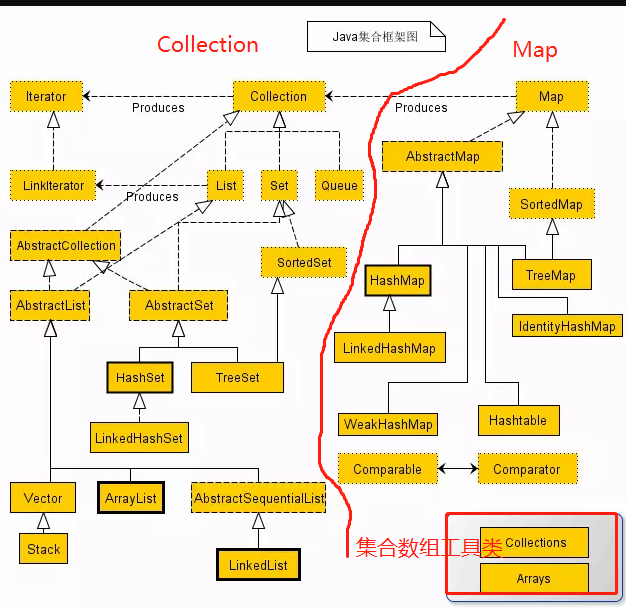 Collection
Java集合框架图
Map
Iterator
Produces
Collection
Produces
Map
AbstractMap
LinkIterator
Produces
List
Set
Queue
SortedMap
AbstractCollection
SortedSet
HashMap
TreeMap
AbstractList
AbstractSet
IdentityHashMap
LinkedHashMap
HashSet
TreeSet
WeakHashMap
Hashtable
LinkedHashSet
Comparable
Comparator
Vector
ArrayList
AbstractSequentialList
Stack
LinkedList
集合数组工具类
Collections
Arrays